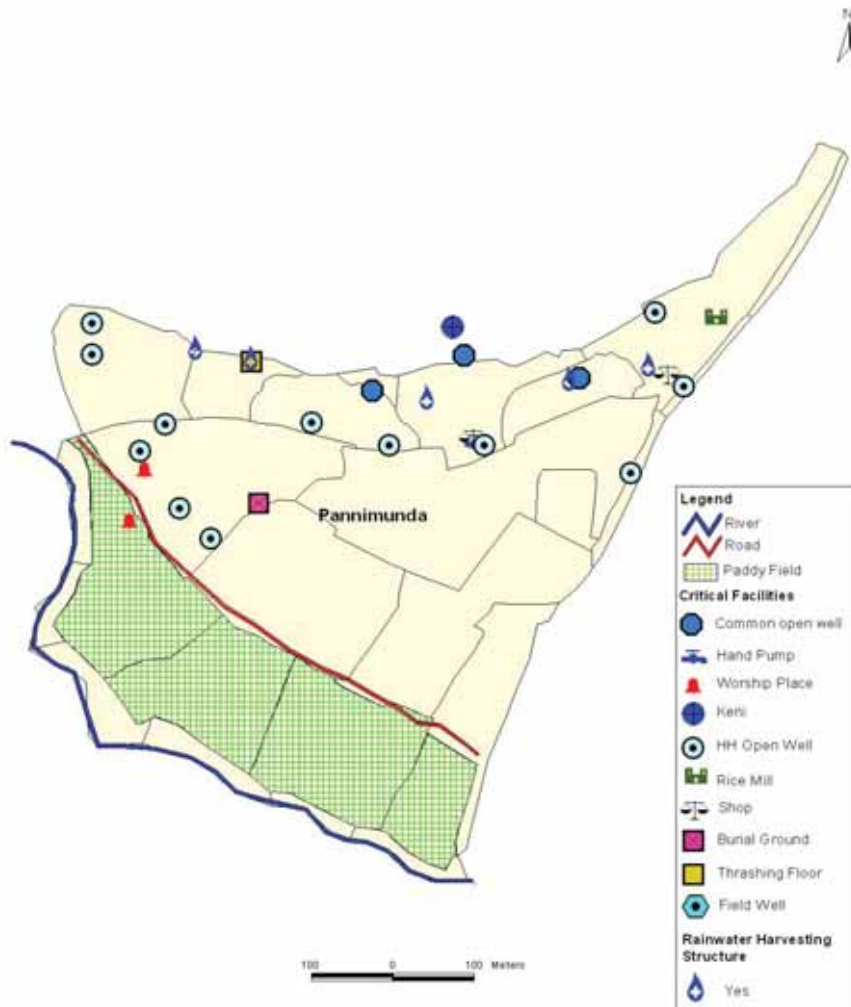 N
Pannimunda
Legend
River
Road
Paddy Field
Critical Facilities
Common open well
Hand Pump
Worship Place
Keni
HH Open Well
Rice Mill
Shop
Burial Ground
Thrashing Floor
Field Well
Rainwater Harvesting
Structure
Yes
100 0 100 Meters